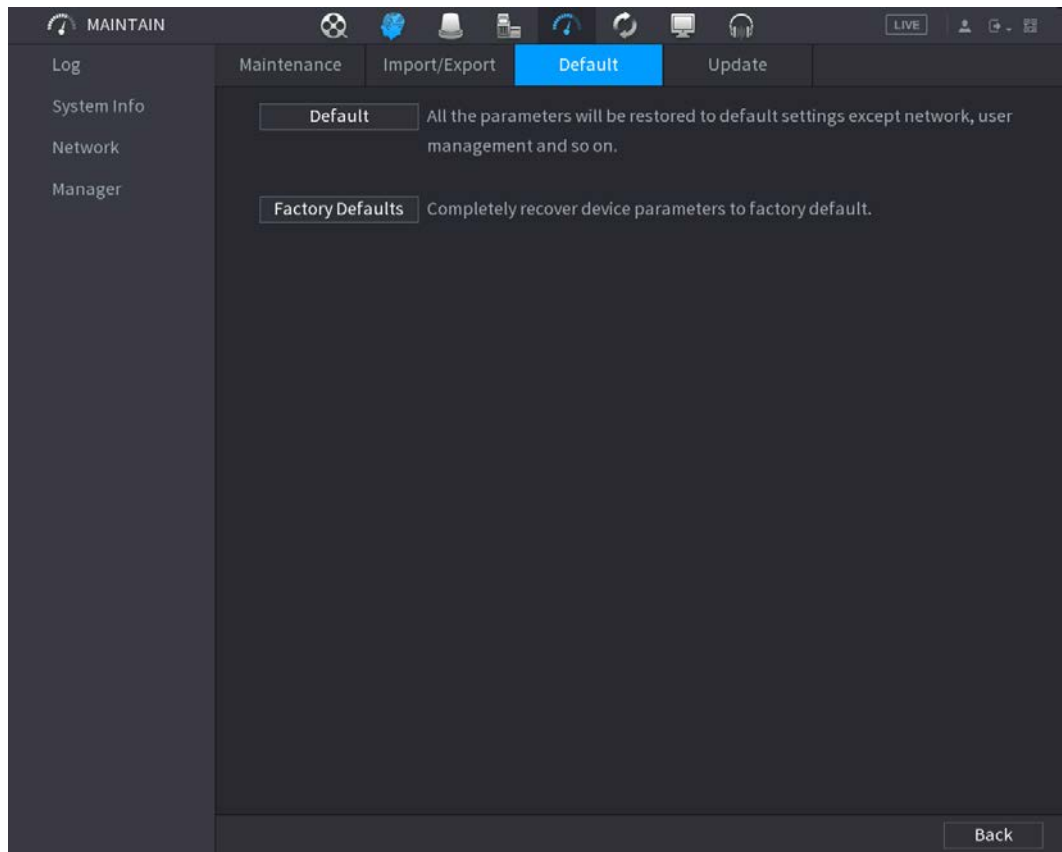 MAINTAIN
LIVE
Log
System Info
Network
Manager
Maintenance
Import/Export
Default
Update
Default
All the parameters will be restored to default settings except network, user
management and so on.
Factory Defaults
Completely recover device parameters to factory default.
Back